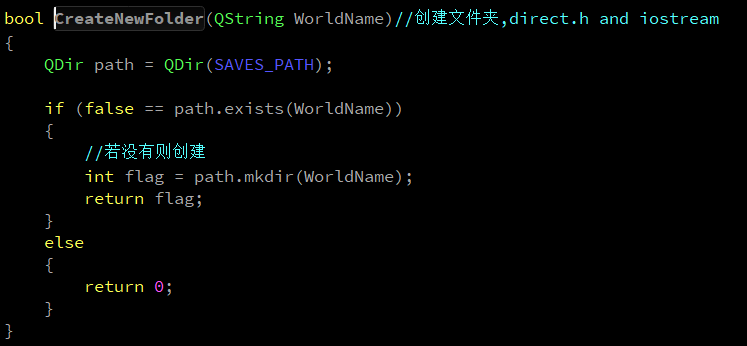 bool CreateNewFolder(QString WorldName)//创建文件夹,direct.h and iostream
{
    QDir path = QDir(SAVES_PATH);

    if (false == path.exists(WorldName))
    {
        //若没有则创建
        int flag = path.mkdir(WorldName);
        return flag;
    }
    else
    {
        return 0;
    }
}